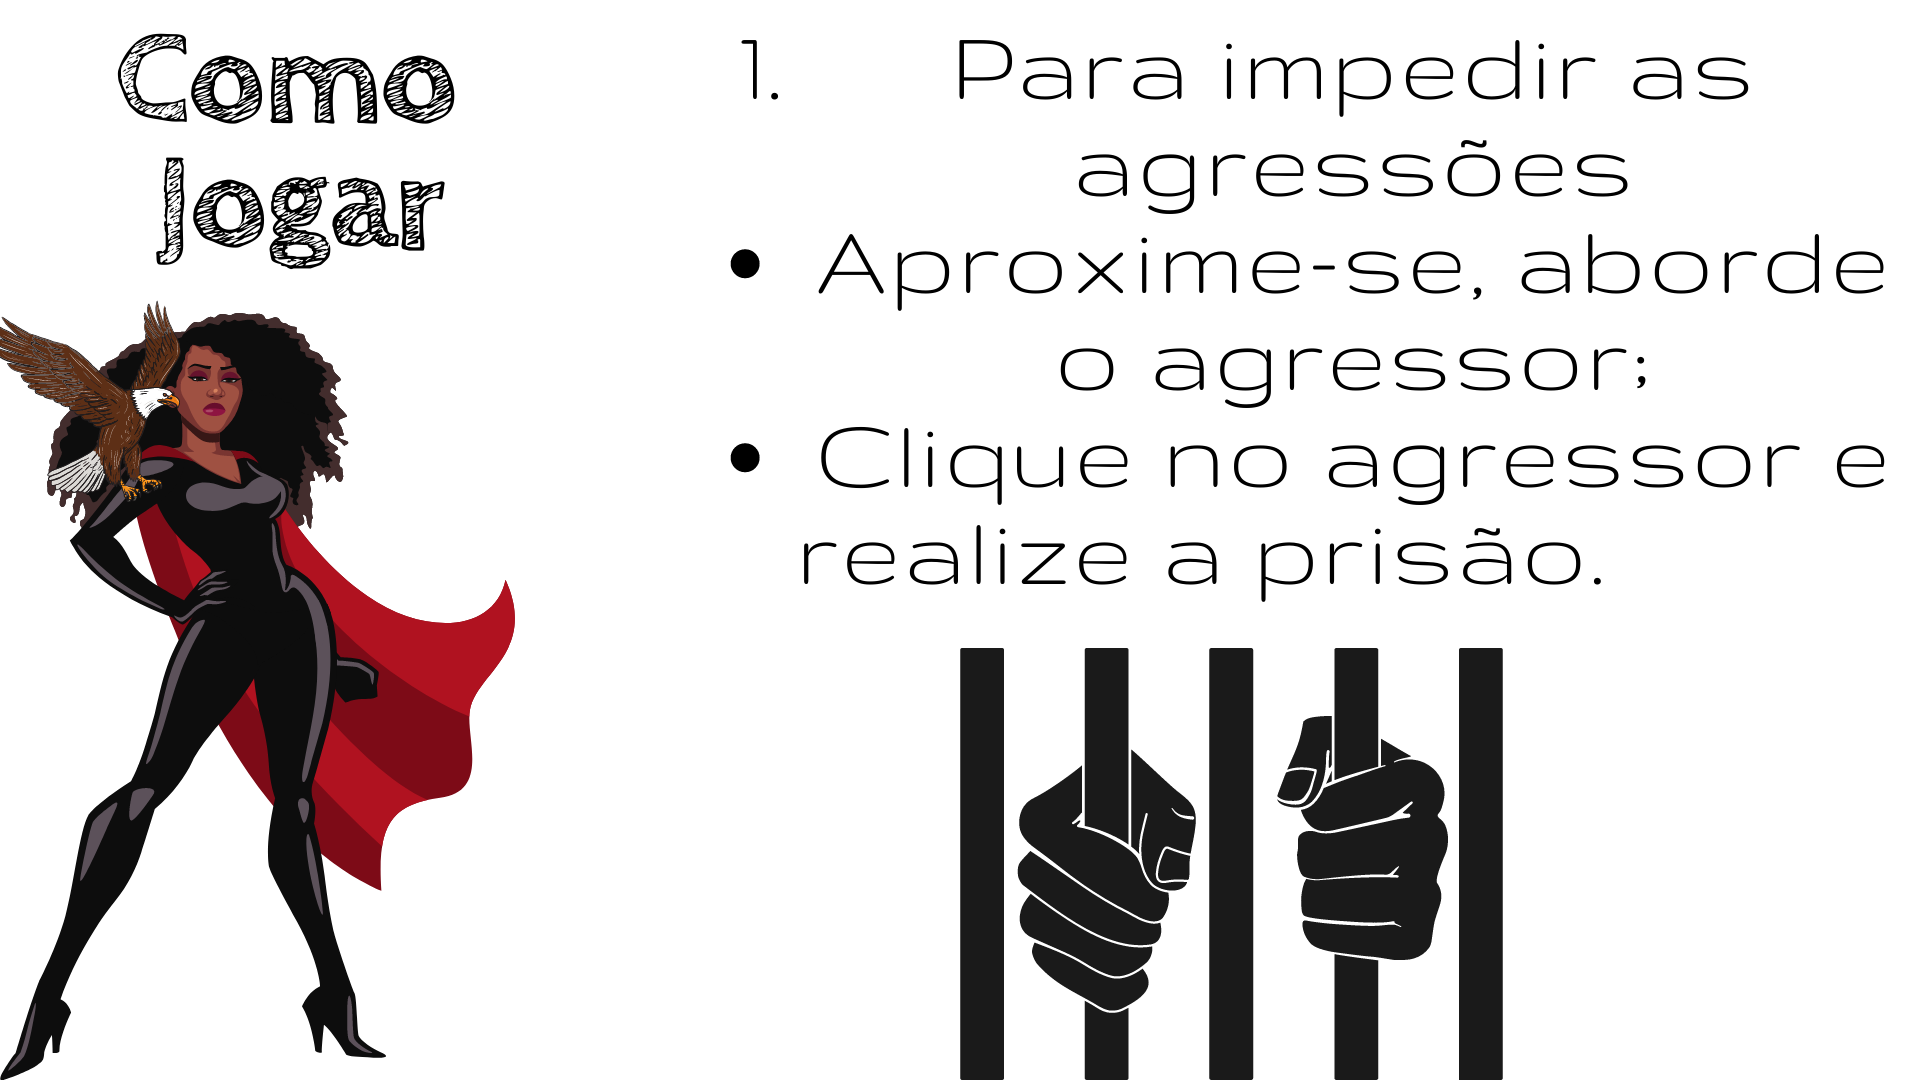 Como
Jogar
1. Para impedir as
agressões
• Aproxime-se, aborde
o agressor;
• Clique no agressor e
realize a prisão.